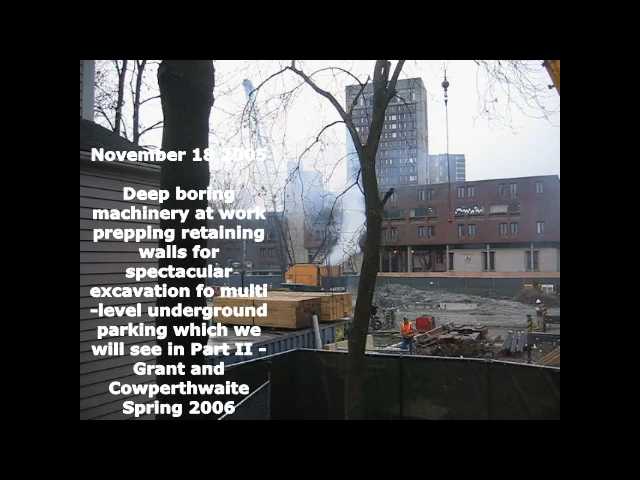 November 18 2005
Deep boring
machinery at work
prepping retaining
walls for
spectacular
excavation fo multi
-level underground
parking which we
will see in Part II -
Grant and
Cowperthwaite
Spring 2006